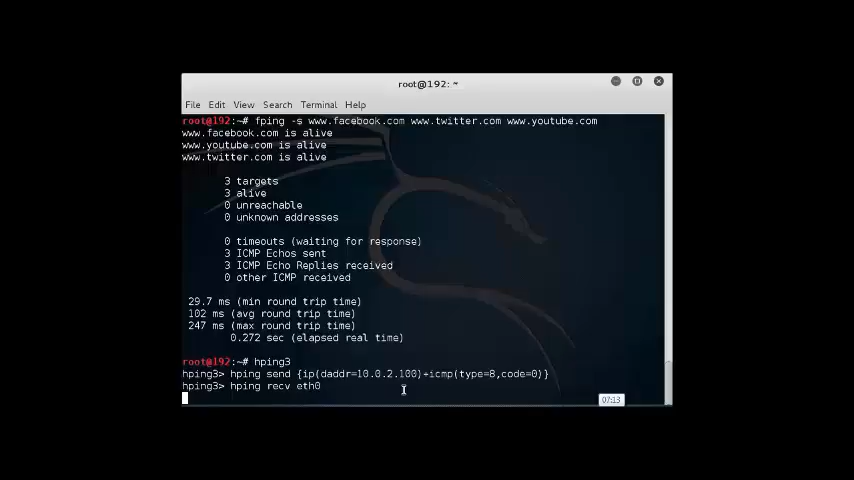 root@192: ~
File Edit View Search Terminal Help
root@192:~# fping -s www.facebook.com www.twitter.com www.youtube.com
www.facebook.com is alive
www.youtube.com is alive
www.twitter.com is alive
3 targets
3 alive
0 unreachable
0 unknown addresses
0 timeouts (waiting for response)
3 ICMP Echos sent
3 ICMP Echo Replies received
0 other ICMP received
29.7 ms (min round trip time)
102 ms (avg round trip time)
247 ms (max round trip time)
0.272 sec (elapsed real time)
root@192:~# hping3
hping3> hping send {ip(daddr=10.0.2.100)+icmp(type=8,code=0)}
hping3> hping recv eth0
07:13